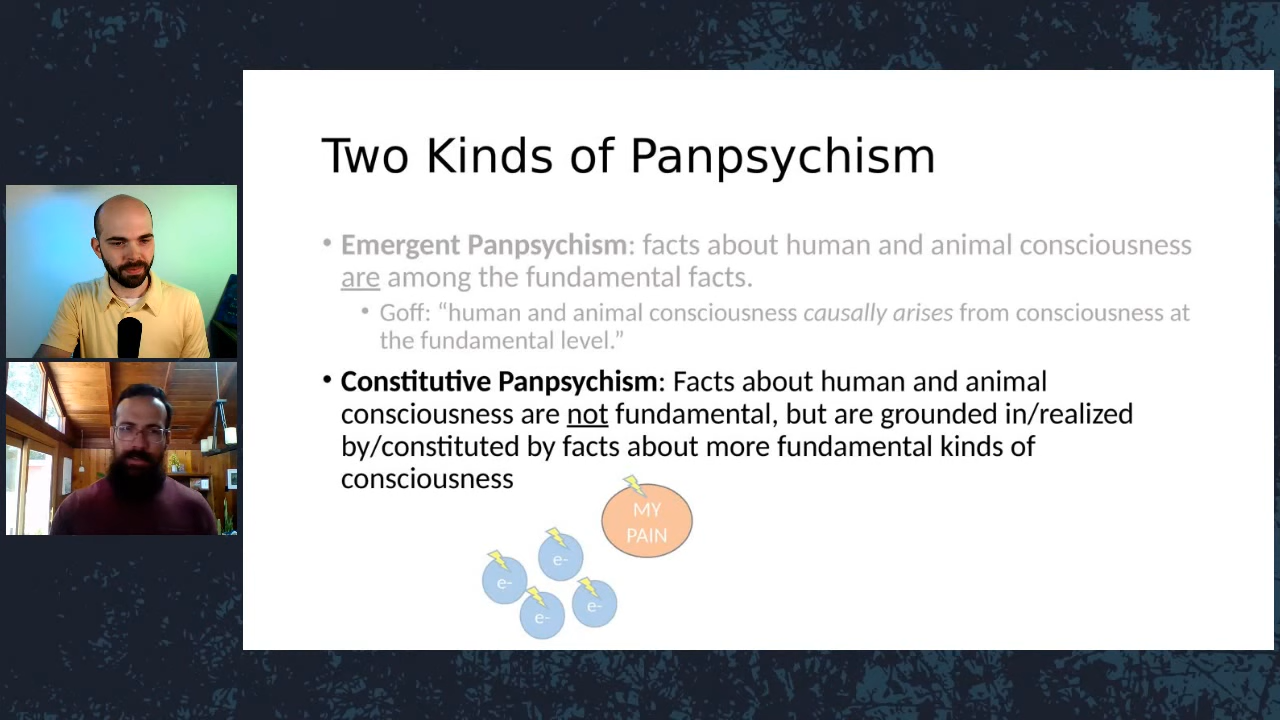 Two Kinds of Panpsychism
• Emergent Panpsychism: facts about human and animal consciousness
are among the fundamental facts.
• Goff: “human and animal consciousness causally arises from consciousness at
the fundamental level.”
• Constitutive Panpsychism: Facts about human and animal
consciousness are not fundamental, but are grounded in/realized
by/constituted by facts about more fundamental kinds of
consciousness
MY
PAIN
e-
e-
e-
e-